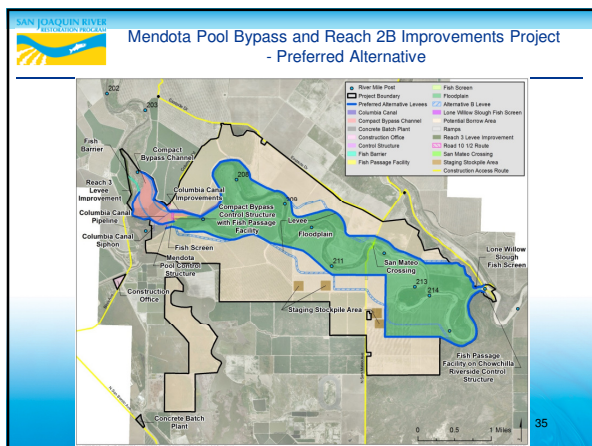 SAN JOAQUIN RIVER
RESTORATION PROGRAM
Mendota Pool Bypass and Reach 2B Improvements Project
- Preferred Alternative
River Mile Post
Project Boundary
Preferred Alternative Levees
Columbia Canal
Compact Bypass Channel
Concrete Batch Plant
Construction Office
Control Structure
Fish Barrier
Fish Passage Facility
Fish Screen
Floodplain
Alternative B Levee
Lone Willow Slough Fish Screen
Potential Borrow Area
Ramps
Reach 3 Levee Improvement
Road 10 1/2 Route
San Mateo Crossing
Staging Stockpile Area
Construction Access Route
202
203
Fish
Barrier
Compact
Bypass Channel
Reach 3
Levee
Improvement
Columbia Canal
Improvements
Columbia Canal
Pipeline
Columbia Canal
Siphon
Fish Screen
Mendota
Pool Control
Structure
Compact Bypass
Control Structure
with Fish Passage
Facility
208
209
Levee
Floodplain
211
San Mateo
Crossing
213
214
Lone Willow
Slough
Fish Screen
Construction
Office
Staging Stockpile Area
Fish Passage
Facility on Chowchilla
Riverside Control
Structure
Concrete Batch
Plant
0 0.5 1 Miles
35